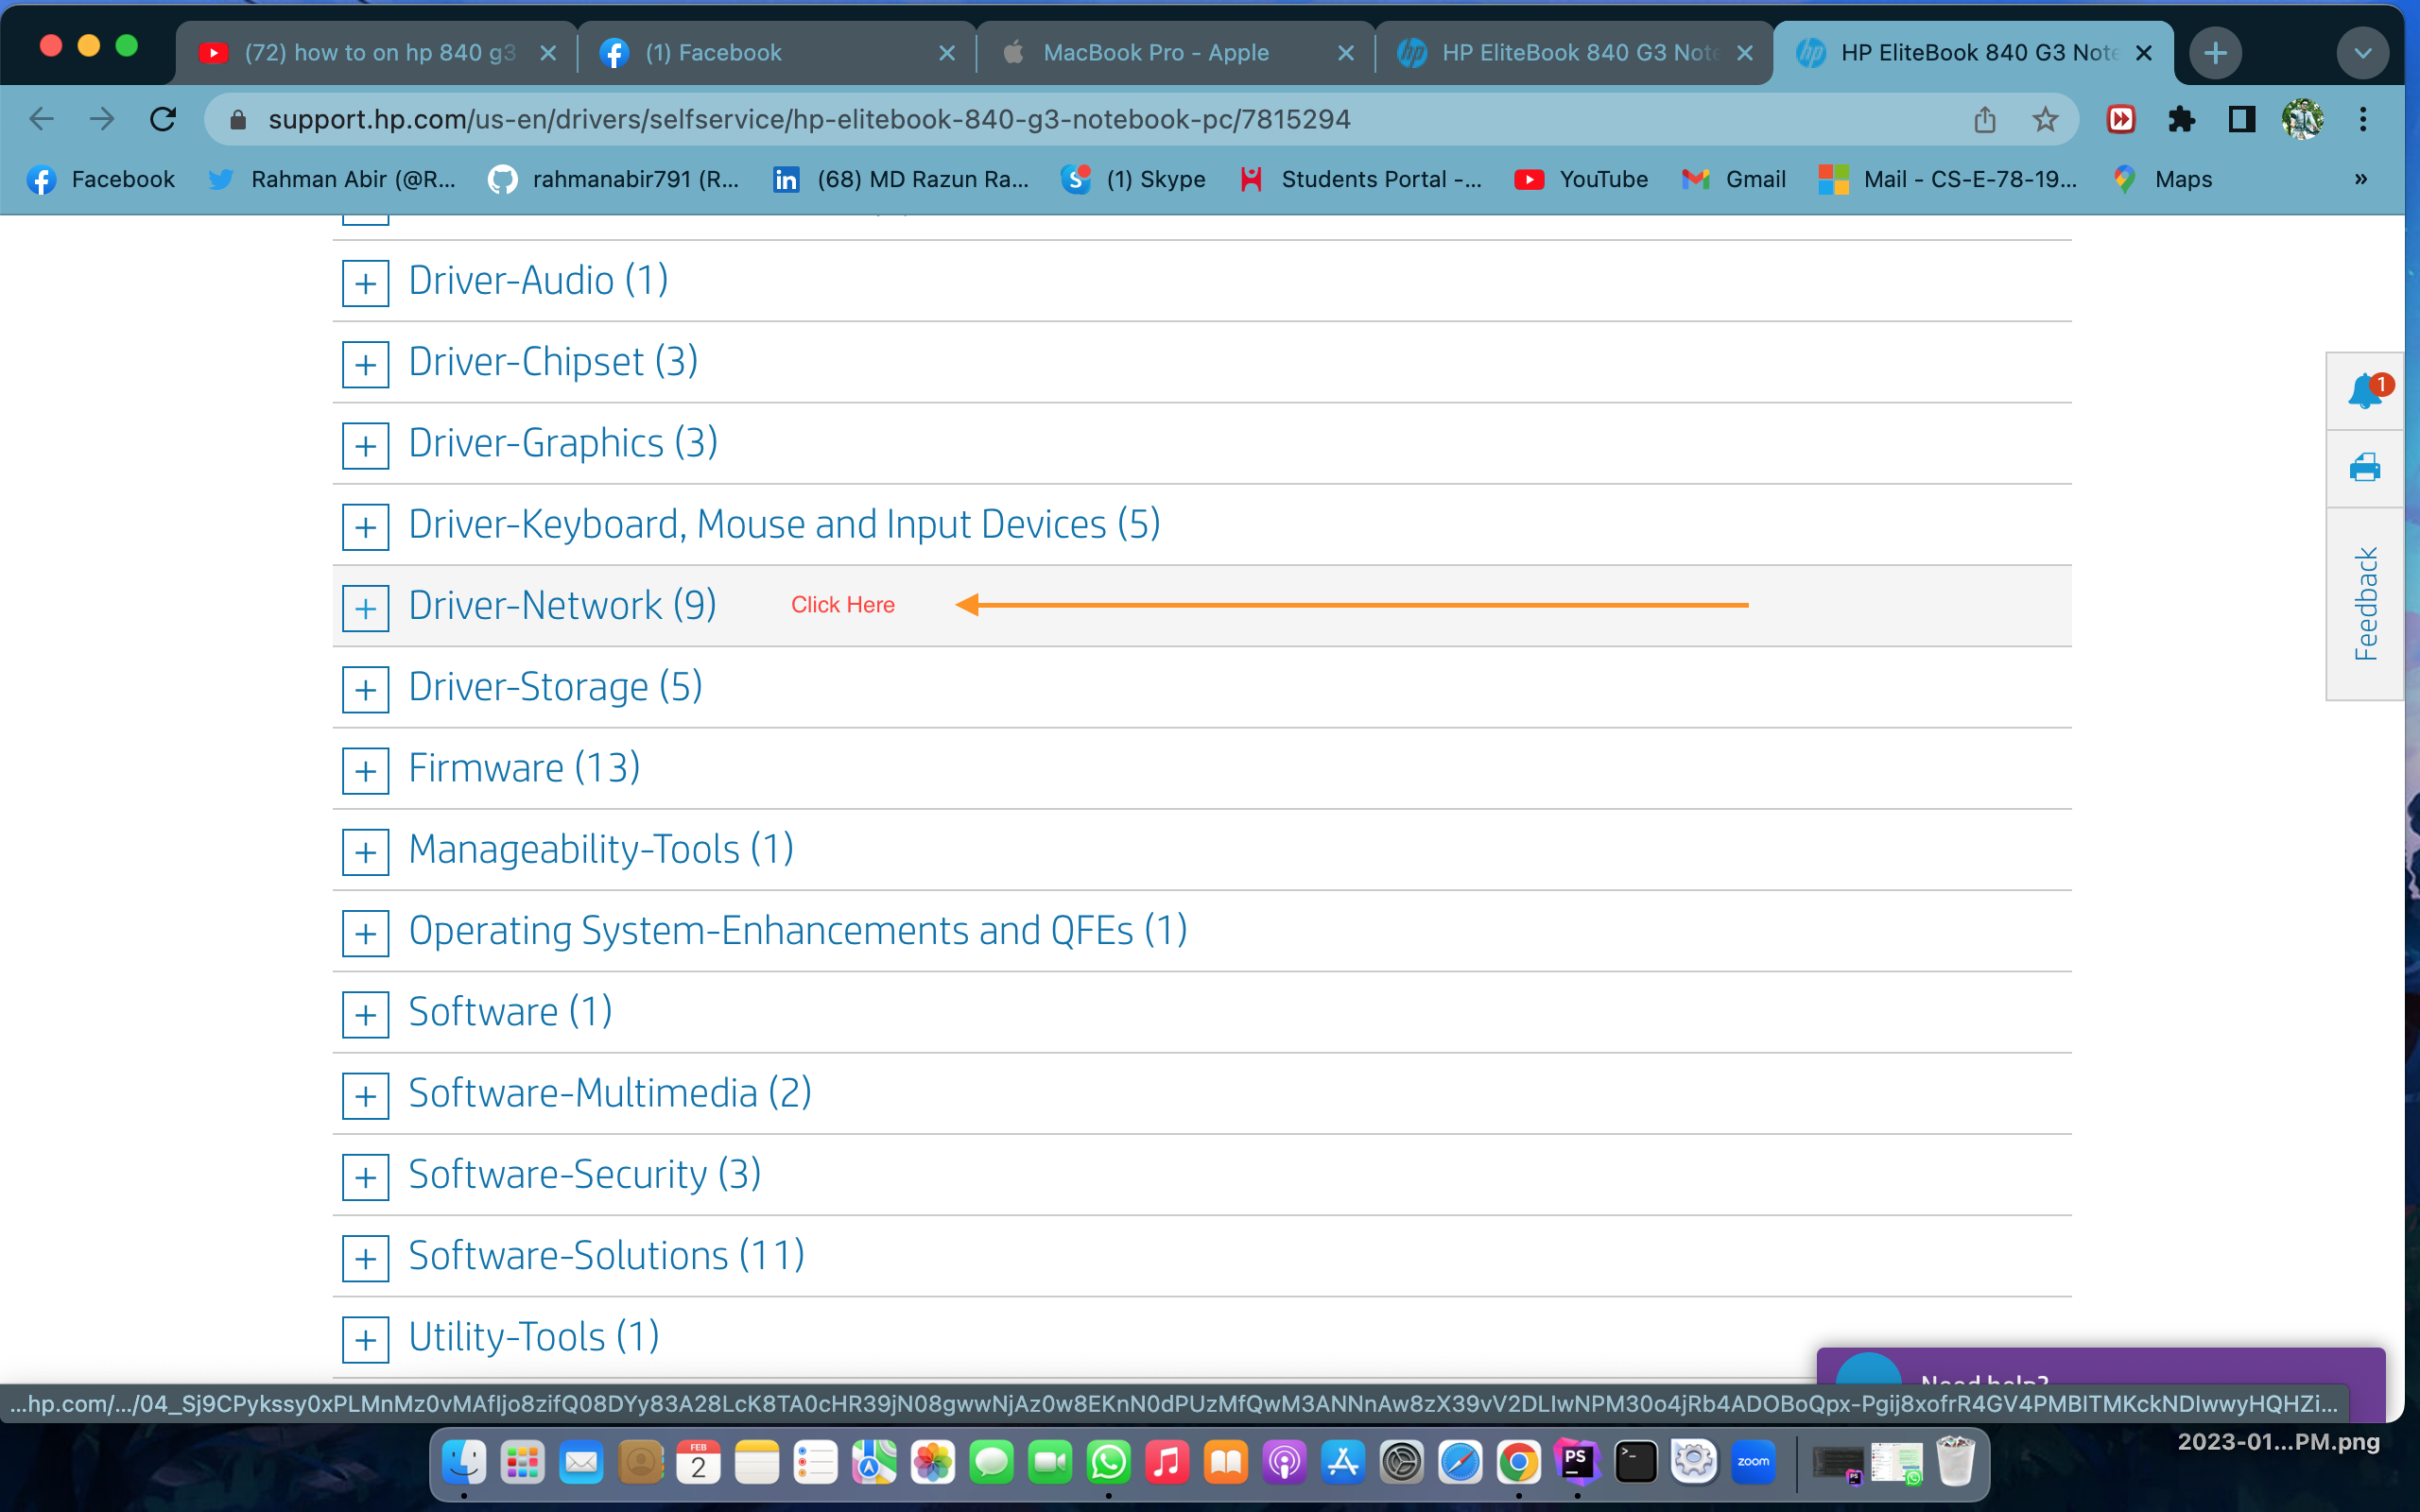 (72) how to on hp 840 g3
(1) Facebook
MacBook Pro - Apple
HP EliteBook 840 G3 Note
HP EliteBook 840 G3 Note
support.hp.com/us-en/drivers/selfservice/hp-elitebook-840-g3-notebook-pc/7815294
Facebook
Rahman Abir (@R...
rahmanabir791 (R...
(68) MD Razun Ra...
(1) Skype
Students Portal -...
YouTube
Gmail
Mail - CS-E-78-19...
Maps
»
Driver-Audio (1)
Driver-Chipset (3)
Driver-Graphics (3)
Driver-Keyboard, Mouse and Input Devices (5)
Driver-Network (9) Click Here
Driver-Storage (5)
Firmware (13)
Manageability-Tools (1)
Operating System-Enhancements and QFEs (1)
Software (1)
Software-Multimedia (2)
Software-Security (3)
Software-Solutions (11)
Utility-Tools (1)
1
Feedback
Need help?
...hp.com/.../04_Sj9CPykssy0xPLMnMz0vMAfIjo8zifQ08DYy83A28LcK8TA0cHR39jN08gwwNjAz0w8EKnN0dPUzMfQwM3ANNnAw8zX39vV2DLIwNPM30o4jRb4ADOBoQpx-Pgij8xofrR4GV4PMBITMKckNDIwwyHQHZi...
2023-01...PM.png
FEB
2
PS
zoom